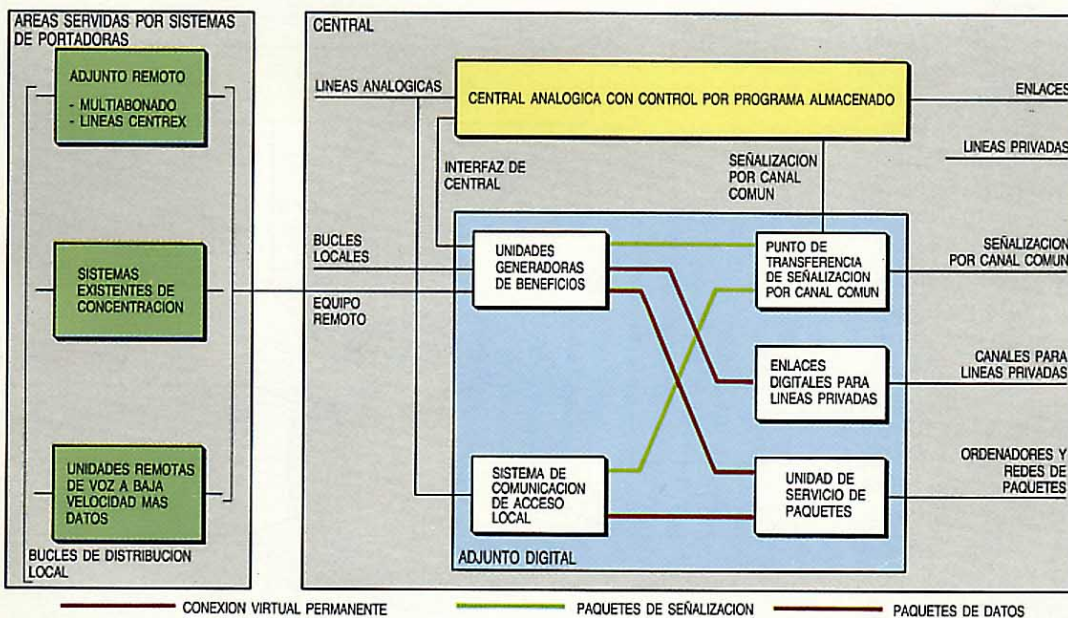 AREAS SERVIDAS POR SISTEMAS
DE PORTADORAS
ADJUNTO REMOTO
- MULTIABONADO
- LINEAS CENTREX
SISTEMAS
EXISTENTES DE
CONCENTRACION
UNIDADES REMOTAS
DE VOZ A BAJA
VELOCIDAD MAS
DATOS
BUCLES DE DISTRIBUCION
LOCAL
CENTRAL
LINEAS ANALOGICAS
CENTRAL ANALOGICA CON CONTROL POR PROGRAMA ALMACENADO
ENLACES
LINEAS PRIVADAS
INTERFAZ DE
CENTRAL
SEÑALIZACION
POR CANAL
COMUN
BUCLES
LOCALES
EQUIPO
REMOTO
UNIDADES
GENERADORAS
DE BENEFICIOS
PUNTO DE
TRANSFERENCIA
DE SEÑALIZACION
POR CANAL COMUN
SEÑALIZACION
POR CANAL COMUN
ENLACES
DIGITALES PARA
LINEAS PRIVADAS
CANALES PARA
LINEAS PRIVADAS
SISTEMA DE
COMUNICACION
DE ACCESO
LOCAL
UNIDAD DE
SERVICIO DE
PAQUETES
ORDENADORES Y
REDES DE
PAQUETES
ADJUNTO DIGITAL
CONEXION VIRTUAL PERMANENTE
PAQUETES DE SEÑALIZACION
PAQUETES DE DATOS